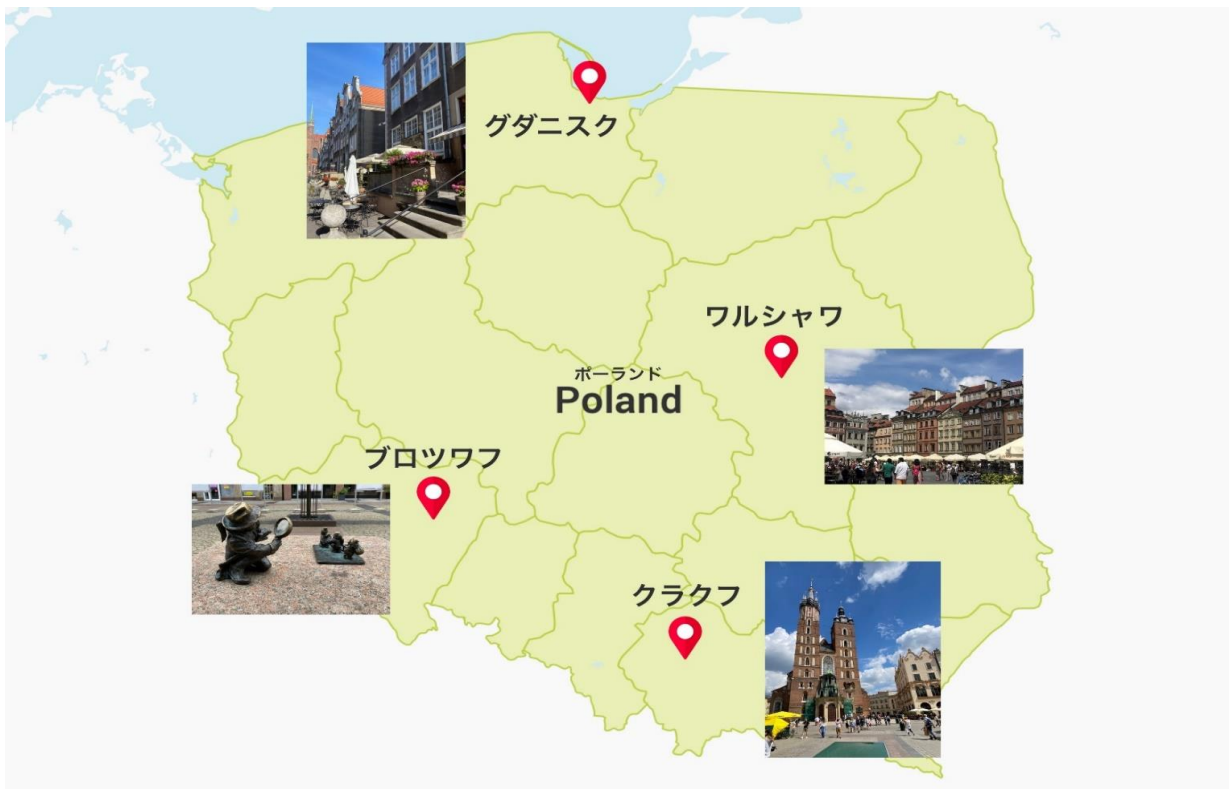 グダニスク
ワルシャワ
ポーランド
Poland
ブロツワフ
クラクフ